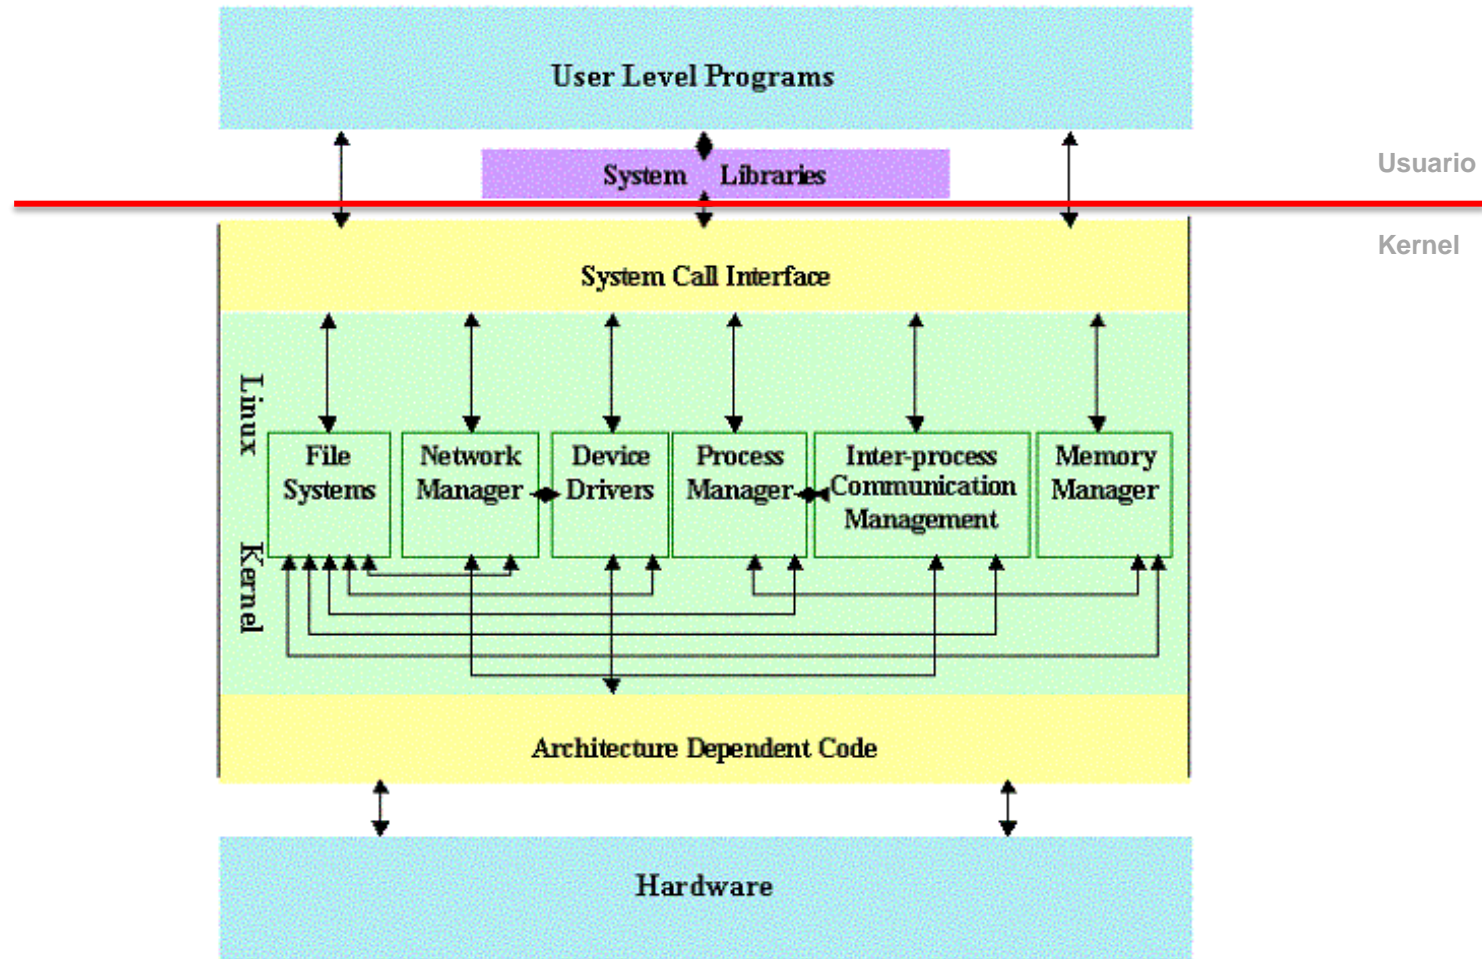 User Level Programs
System Libraries
Usuario
Kernel
System Call Interface
Linux Kernel
File
Systems
Network
Manager
Device
Drivers
Process
Manager
Inter-process
Communication
Management
Memory
Manager
Architecture Dependent Code
Hardware